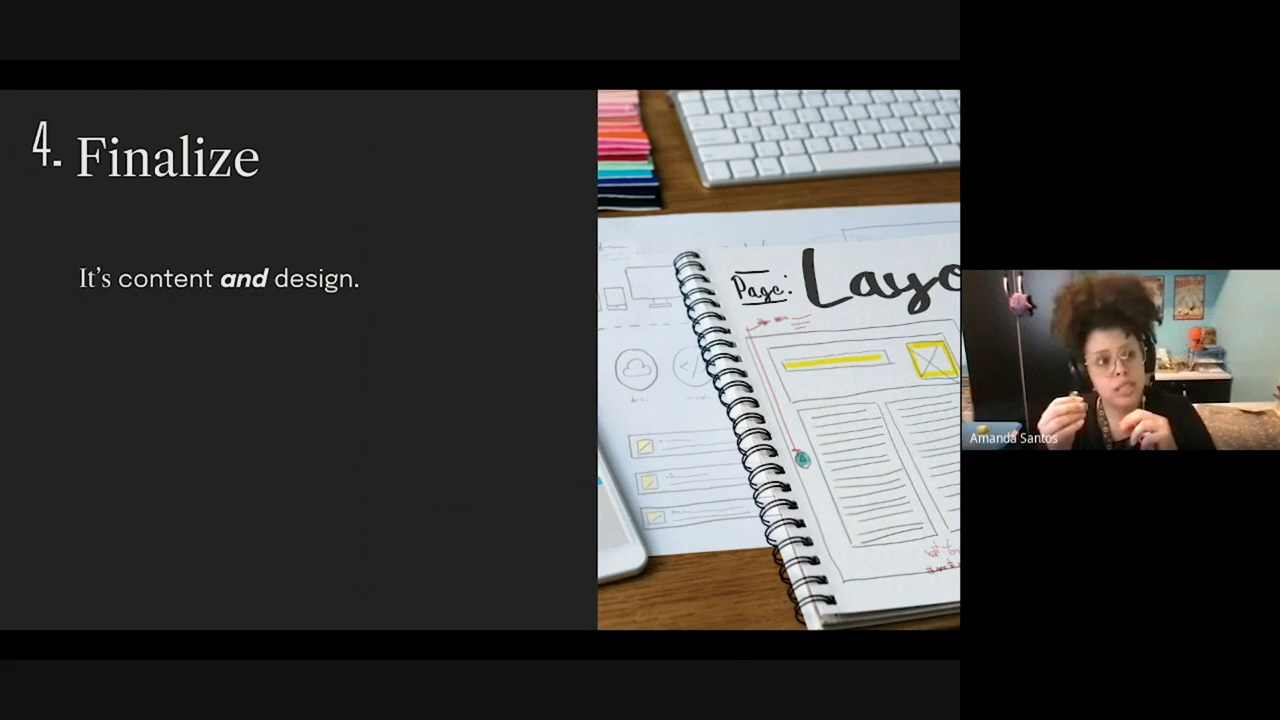 4. Finalize
It's content and design.
Page: Layo
Amanda Santos